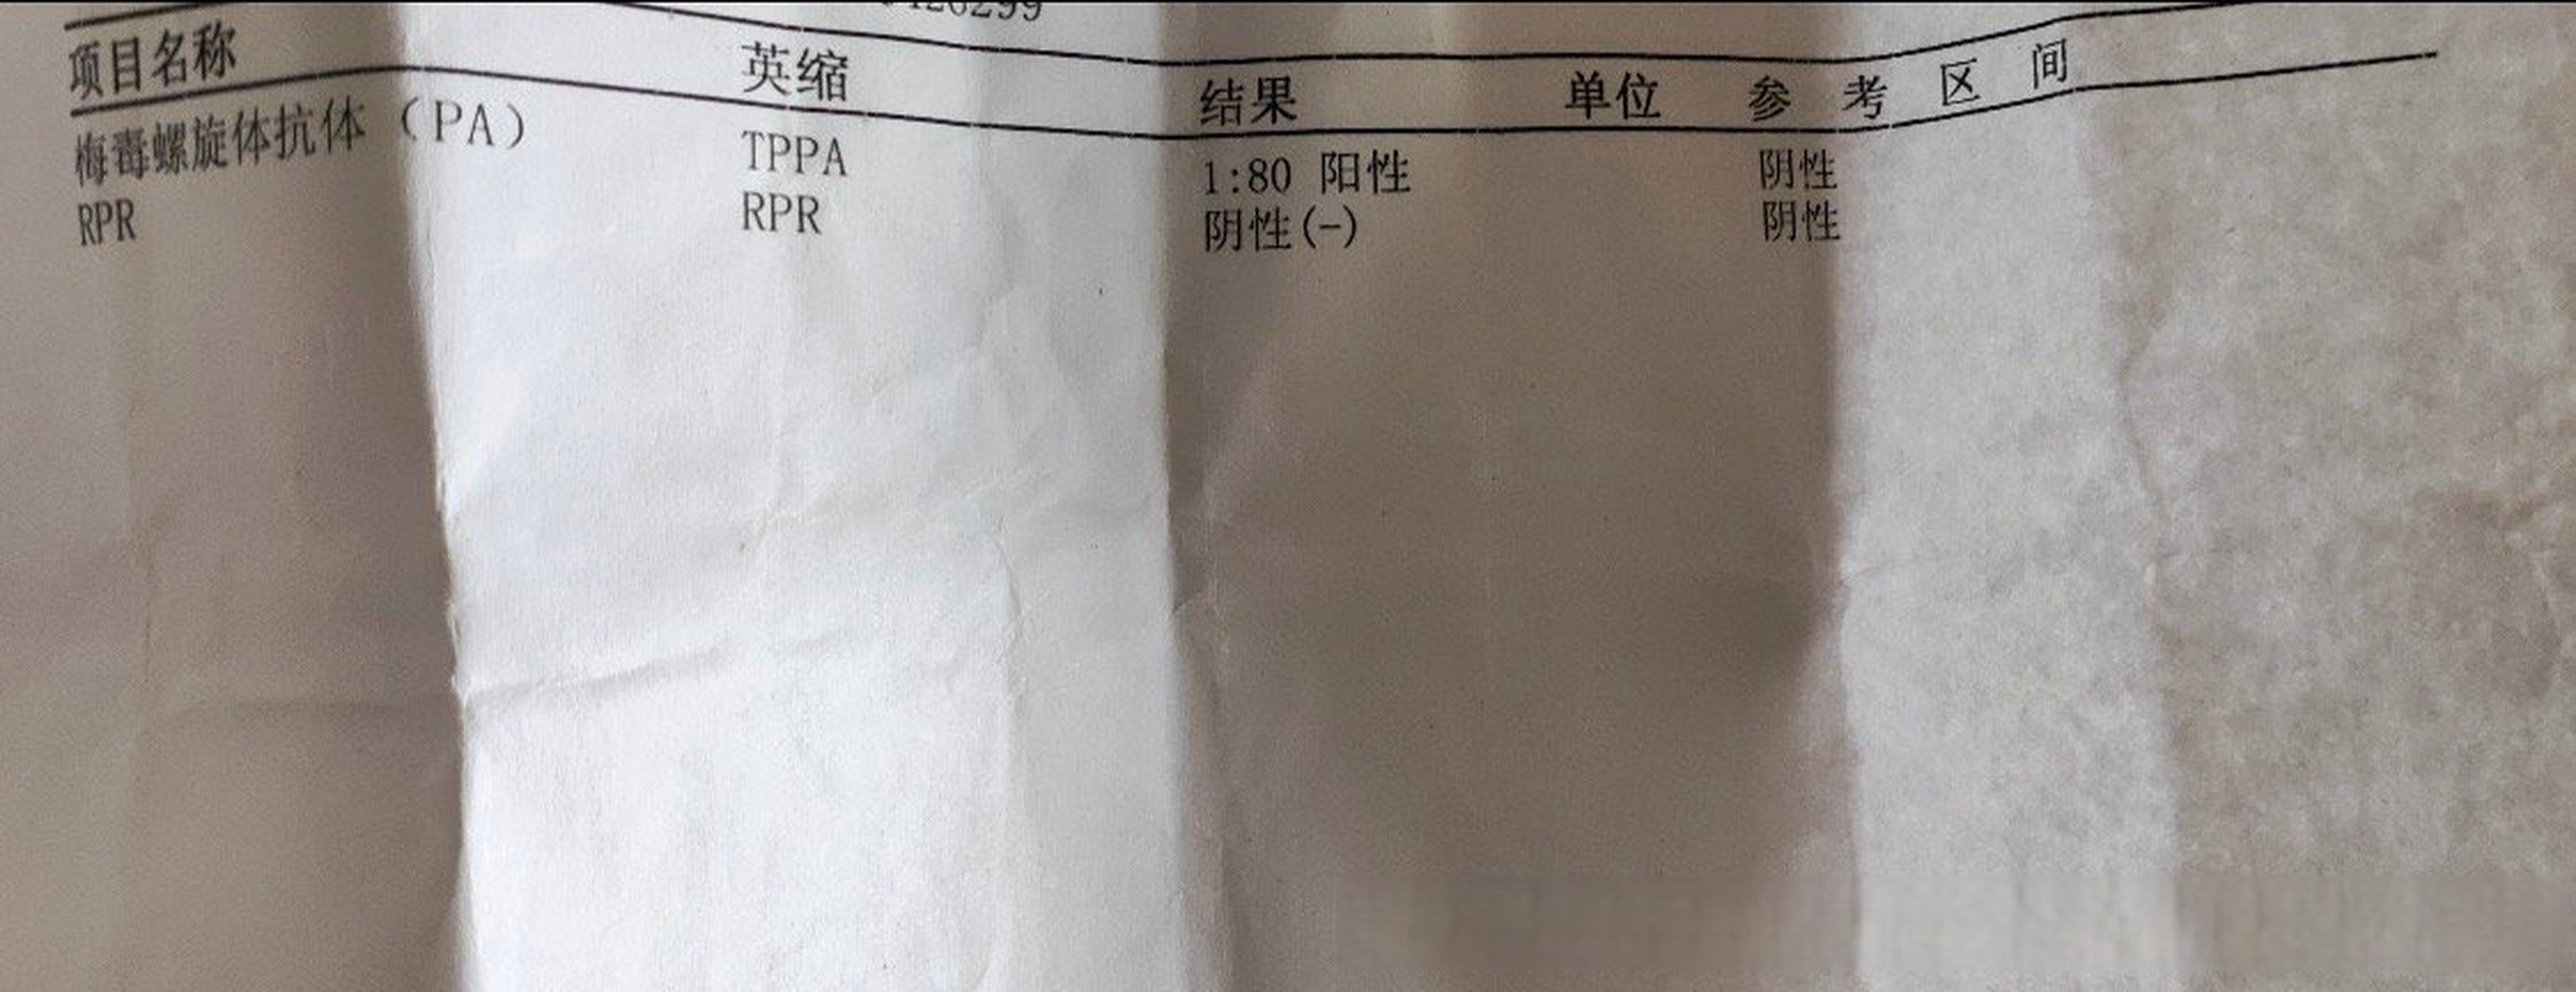 项目名称 英缩 结果 单位 参考区间
梅毒螺旋体抗体（PA） TPPA 1:80 阳性 阴性
RPR RPR 阴性(-) 阴性